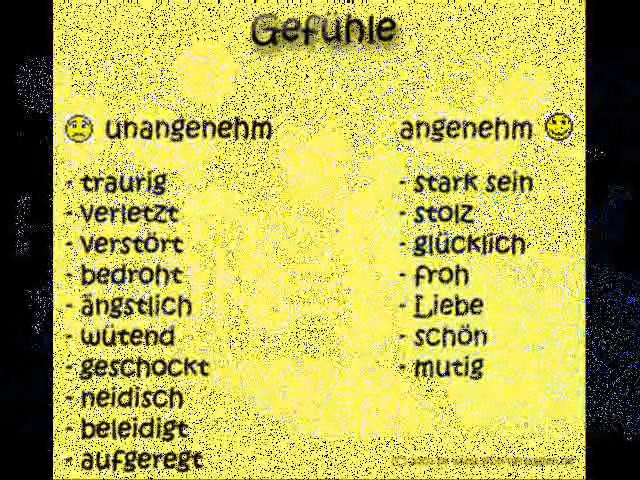 Gefühle
unangenehm
- traurig
- verletzt
- verstört
- bedroht
- ängstlich
- wütend
- geschockt
- neidisch
- beleidigt
- aufgeregt
angenehm
- stark sein
- stolz
- glücklich
- froh
- Liebe
- schön
- mutig